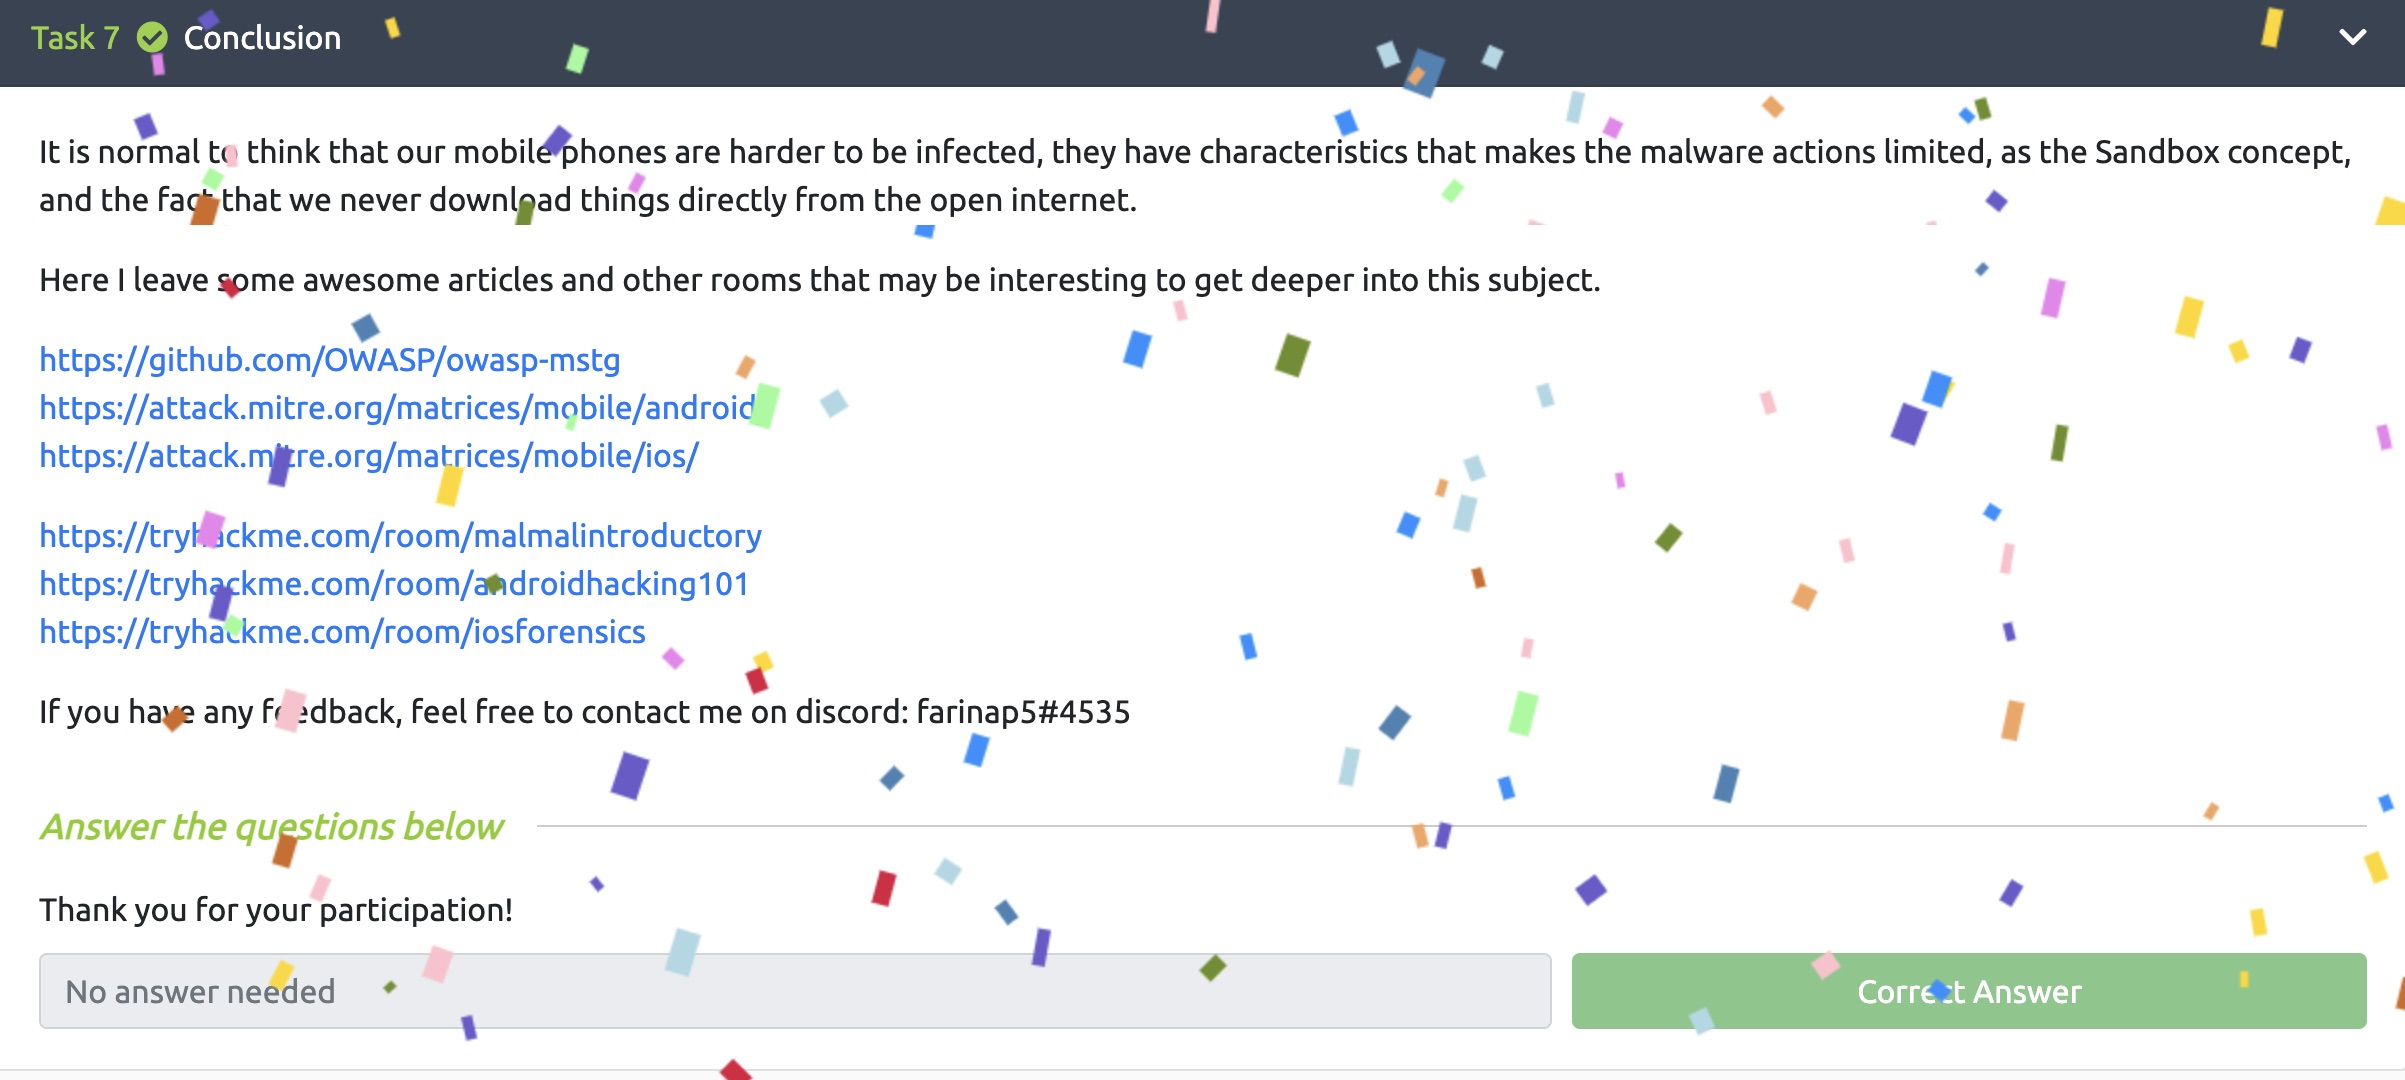 Task 7 Conclusion
It is normal to think that our mobile phones are harder to be infected, they have characteristics that makes the malware actions limited, as the Sandbox concept,
and the fact that we never download things directly from the open internet.
Here I leave some awesome articles and other rooms that may be interesting to get deeper into this subject.
https://github.com/OWASP/owasp-mstg
https://attack.mitre.org/matrices/mobile/android
https://attack.mitre.org/matrices/mobile/ios/
https://tryhackme.com/room/malmalintroductory
https://tryhackme.com/room/androidhacking101
https://tryhackme.com/room/iosforensics
If you have any feedback, feel free to contact me on discord: farinap5#4535
Answer the questions below
Thank you for your participation!
No answer needed
Correct Answer